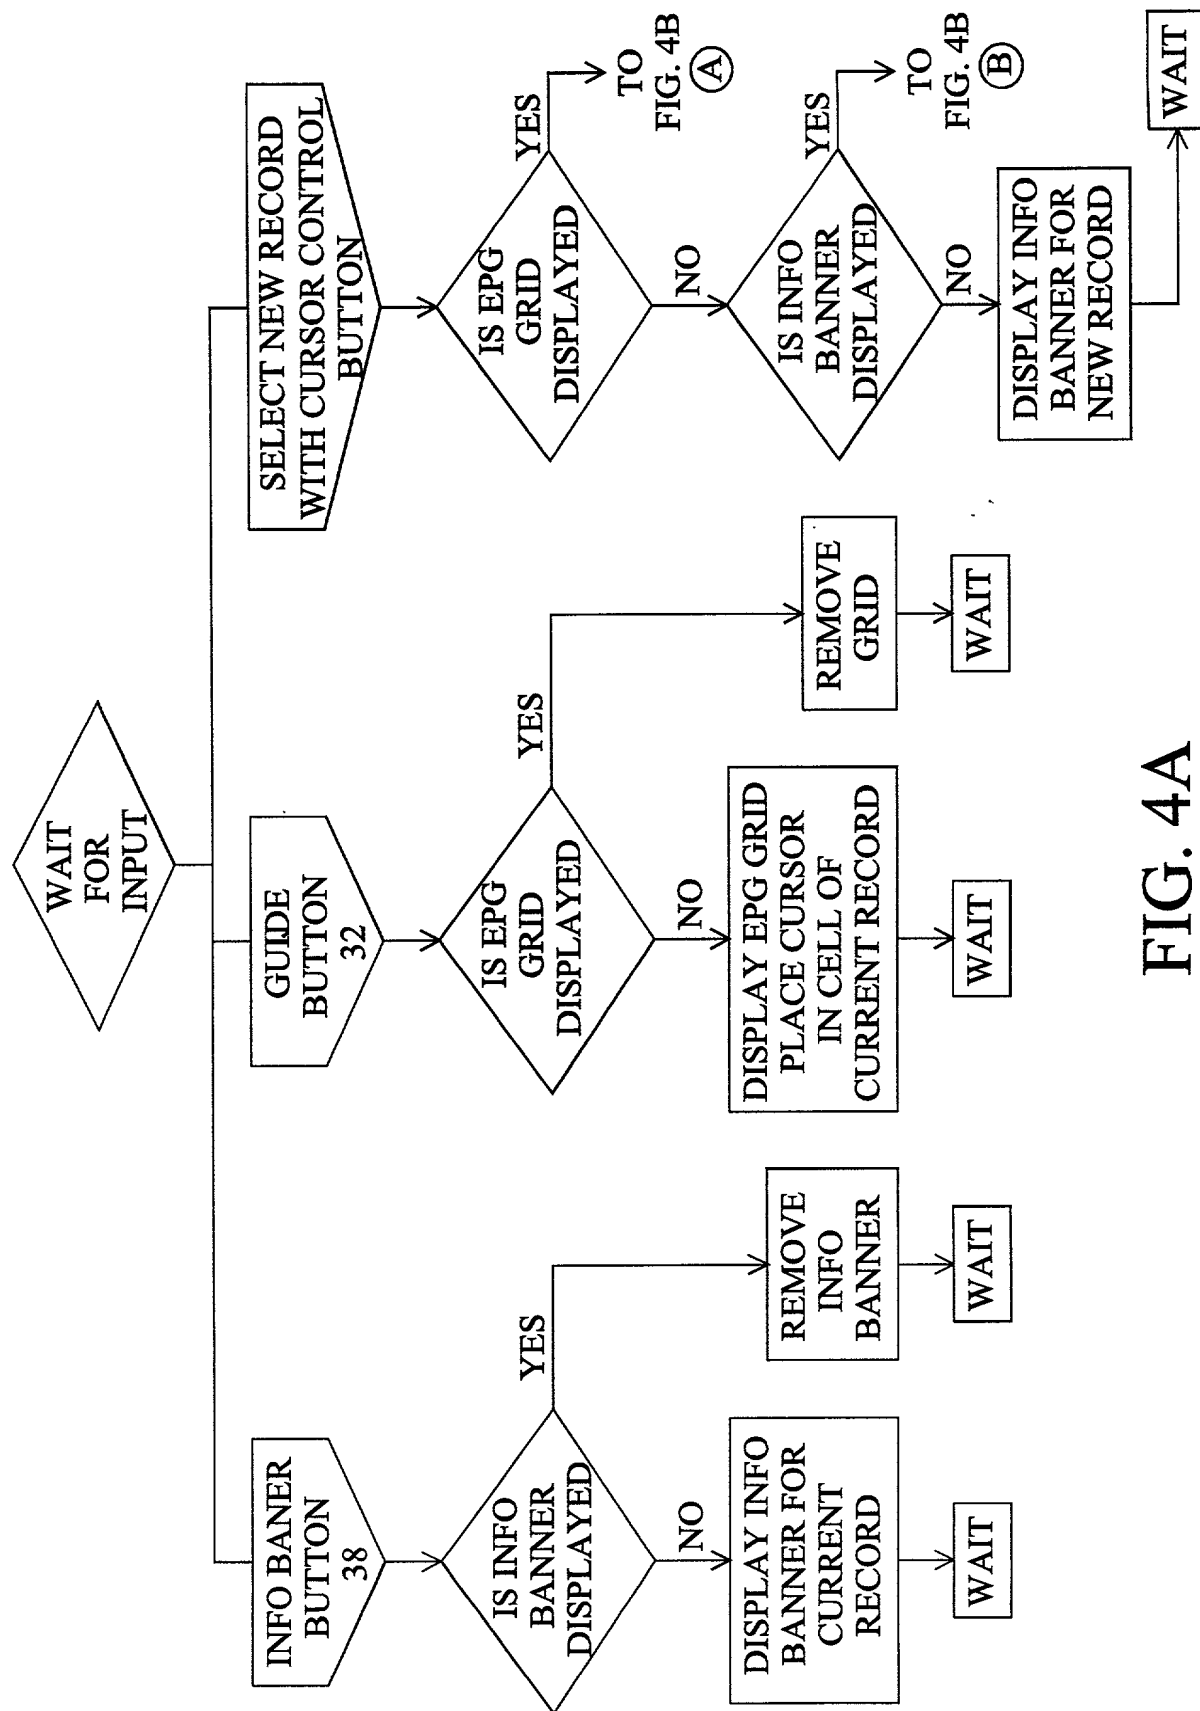 WAIT
FOR
INPUT
INFO BANER
BUTTON
38
IS INFO
BANNER
DISPLAYED
YES
NO
DISPLAY INFO
BANNER FOR
CURRENT
RECORD
WAIT
REMOVE
INFO
BANNER
WAIT
GUIDE
BUTTON
32
IS EPG
GRID
DISPLAYED
YES
NO
DISPLAY EPG GRID
PLACE CURSOR
IN CELL OF
CURRENT RECORD
WAIT
REMOVE
GRID
WAIT
SELECT NEW RECORD
WITH CURSOR CONTROL
BUTTON
IS EPG
GRID
DISPLAYED
YES
TO
FIG. 4B
A
NO
IS INFO
BANNER
DISPLAYED
YES
TO
FIG. 4B
B
NO
DISPLAY INFO
BANNER FOR
NEW RECORD
WAIT
FIG. 4A